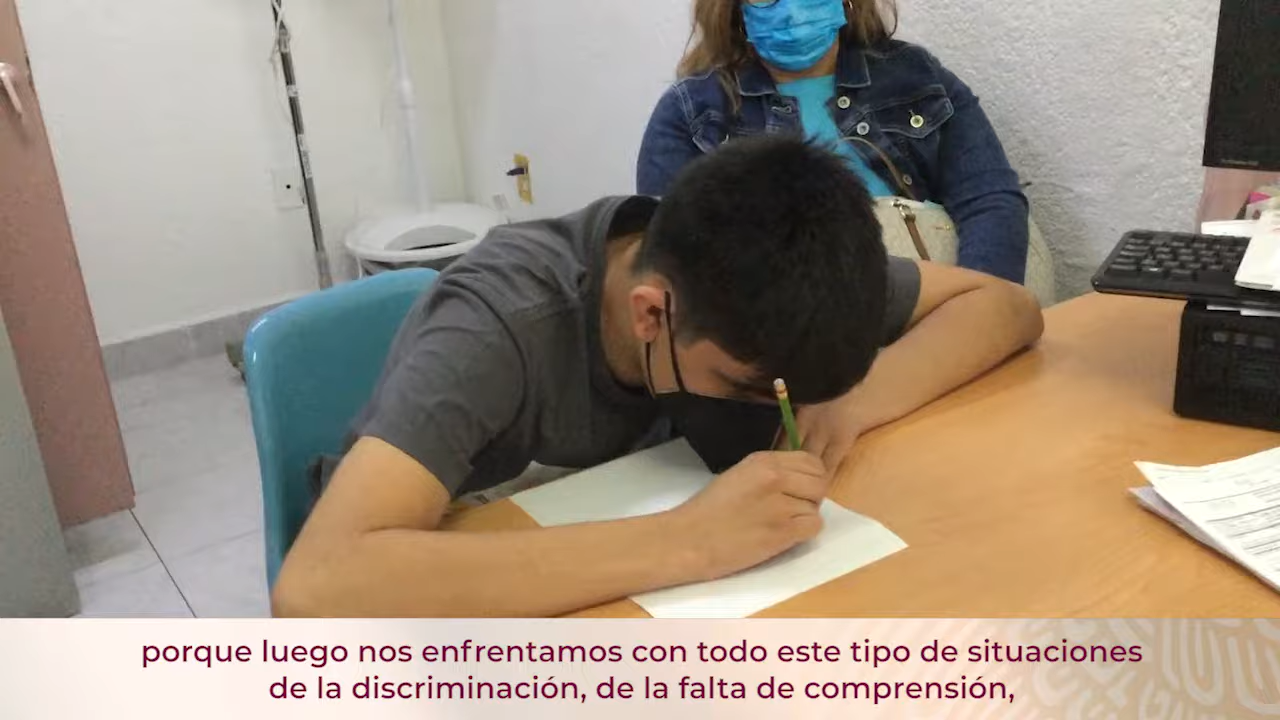 porque luego nos enfrentamos con todo este tipo de situaciones
de la discriminación, de la falta de comprensión,